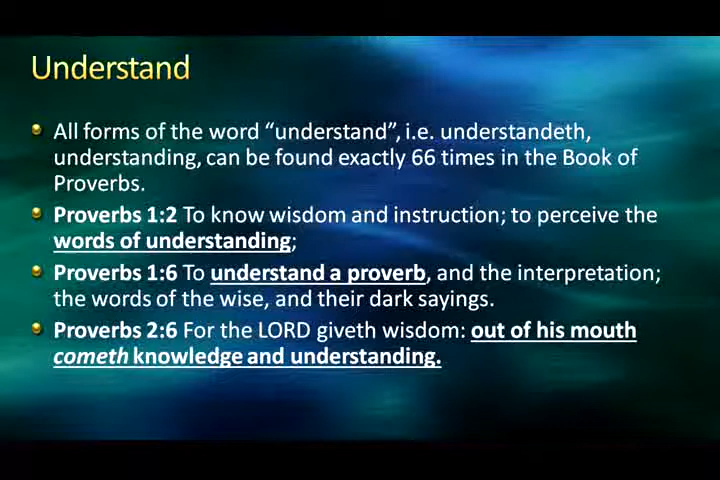 Understand
All forms of the word “understand”, i.e. understandeth,
understanding, can be found exactly 66 times in the Book of
Proverbs.
Proverbs 1:2 To know wisdom and instruction; to perceive the
words of understanding;
Proverbs 1:6 To understand a proverb, and the interpretation;
the words of the wise, and their dark sayings.
Proverbs 2:6 For the LORD giveth wisdom: out of his mouth
cometh knowledge and understanding.